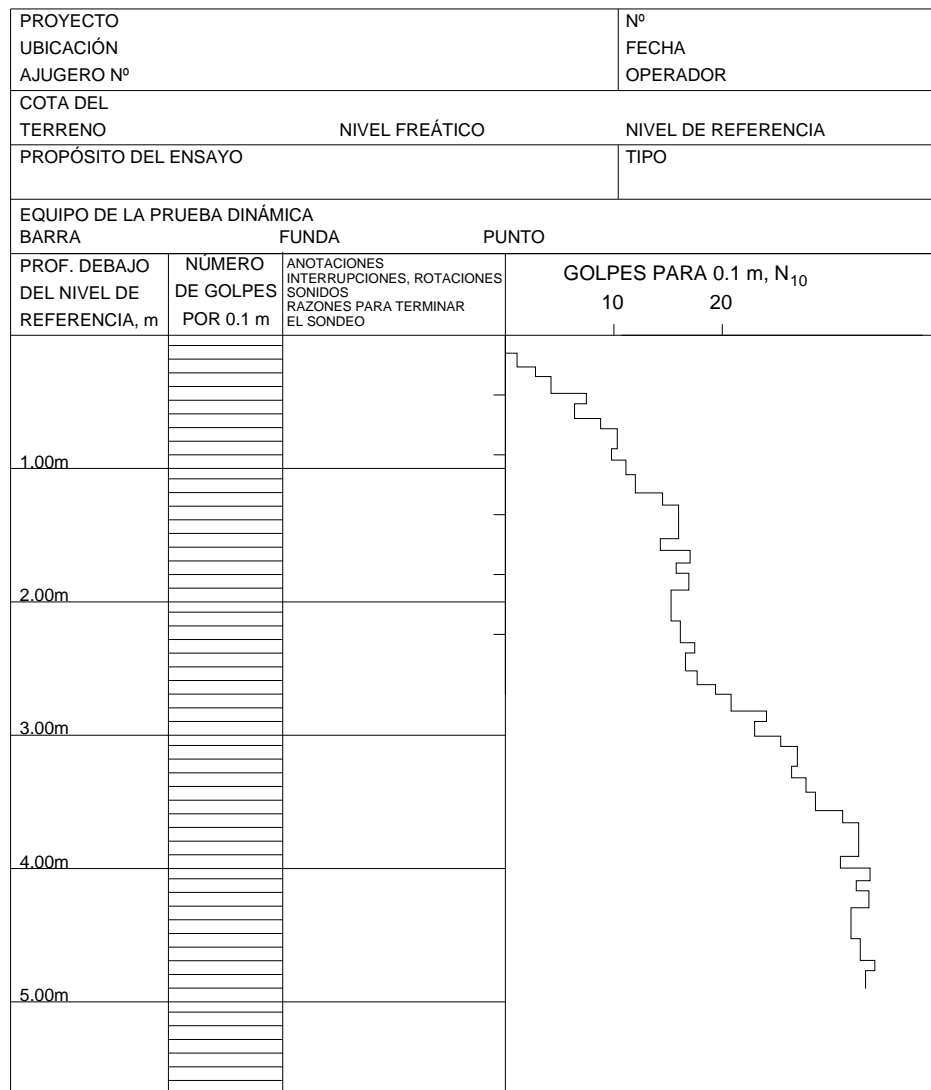 PROYECTO Nº
UBICACIÓN FECHA
AJUGERO Nº OPERADOR
COTA DEL
TERRENO NIVEL FREÁTICO NIVEL DE REFERENCIA
PROPÓSITO DEL ENSAYO TIPO
EQUIPO DE LA PRUEBA DINÁMICA
BARRA FUNDA PUNTO
PROF. DEBAJO
DEL NIVEL DE
REFERENCIA, m
NÚMERO
DE GOLPES
POR 0.1 m
ANOTACIONES
INTERRUPCIONES, ROTACIONES
SONIDOS
RAZONES PARA TERMINAR
EL SONDEO
GOLPES PARA 0.1 m, N10
10 20
1.00m
2.00m
3.00m
4.00m
5.00m